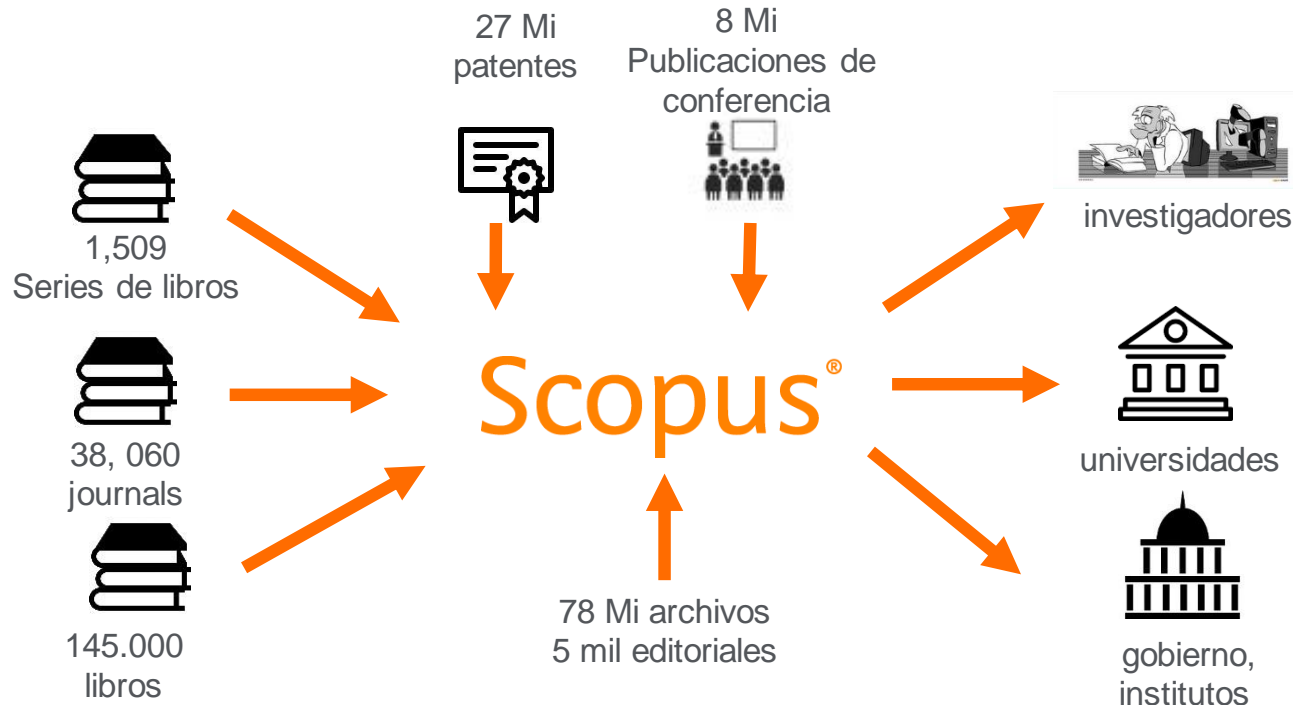 27 Mi
patentes
8 Mi
Publicaciones de
conferencia
1,509
Series de libros
38, 060
journals
145.000
libros
Scopus®
78 Mi archivos
5 mil editoriales
investigadores
universidades
gobierno,
institutos